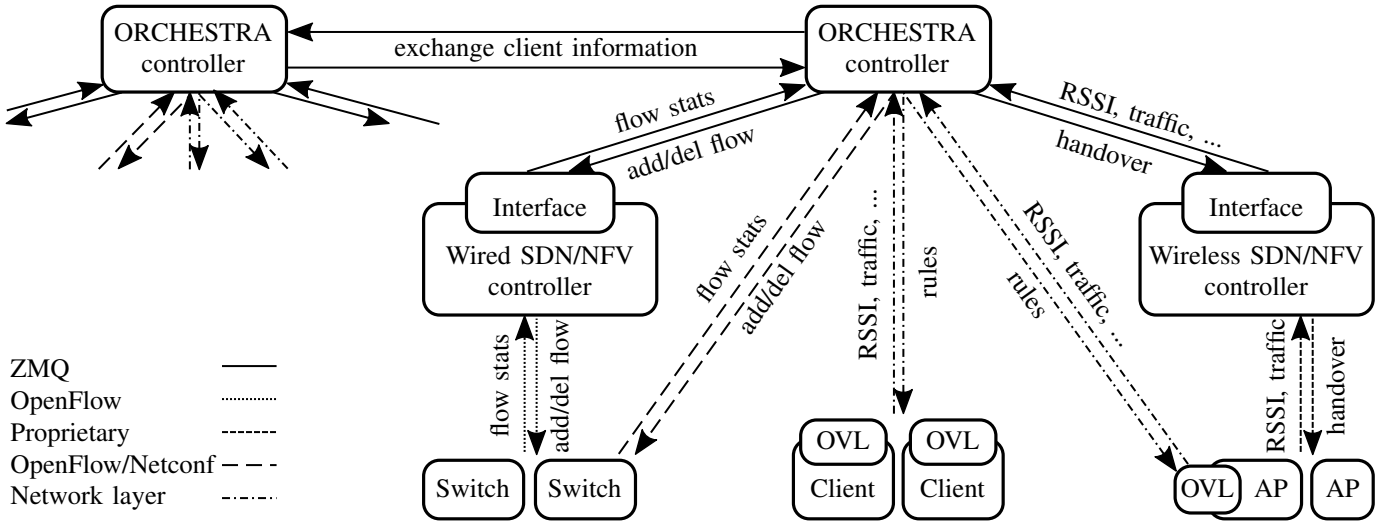 ORCHESTRA
controller
exchange client information
ORCHESTRA
controller
flow stats
add/del flow
RSSI, traffic, ...
handover
Interface
Wired SDN/NFV
controller
Interface
Wireless SDN/NFV
controller
flow stats
add/del flow
RSSI, traffic, ...
rules
RSSI, traffic, ...
rules
flow stats
add/del flow
RSSI, traffic
handover
ZMQ
OpenFlow
Proprietary
OpenFlow/Netconf
Network layer
Switch
Switch
OVL
Client
OVL
Client
OVL
AP
AP